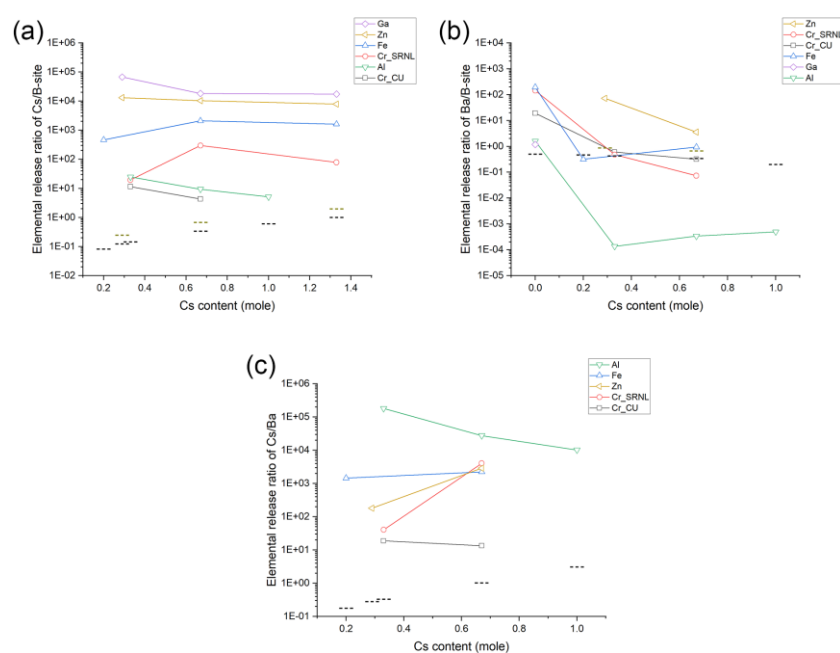 (a)
Ga
Zn
Fe
Cr_SRNL
Al
Cr_CU
Elemental release ratio of Cs/B-site
1E+06
1E+05
1E+04
1E+03
1E+02
1E+01
1E+00
1E-01
1E-02
0.2 0.4 0.6 0.8 1.0 1.2 1.4
Cs content (mole)
(b)
Zn
Cr_SRNL
Cr_CU
Fe
Ga
Al
Elemental release ratio of Ba/B-site
1E+04
1E+03
1E+02
1E+01
1E+00
1E-01
1E-02
1E-03
1E-04
1E-05
0.0 0.2 0.4 0.6 0.8 1.0
Cs content (mole)
(c)
Al
Fe
Zn
Cr_SRNL
Cr_CU
Elemental release ratio of Cs/Ba
1E+06
1E+05
1E+04
1E+03
1E+02
1E+01
1E+00
1E-01
0.2 0.4 0.6 0.8 1.0
Cs content (mole)